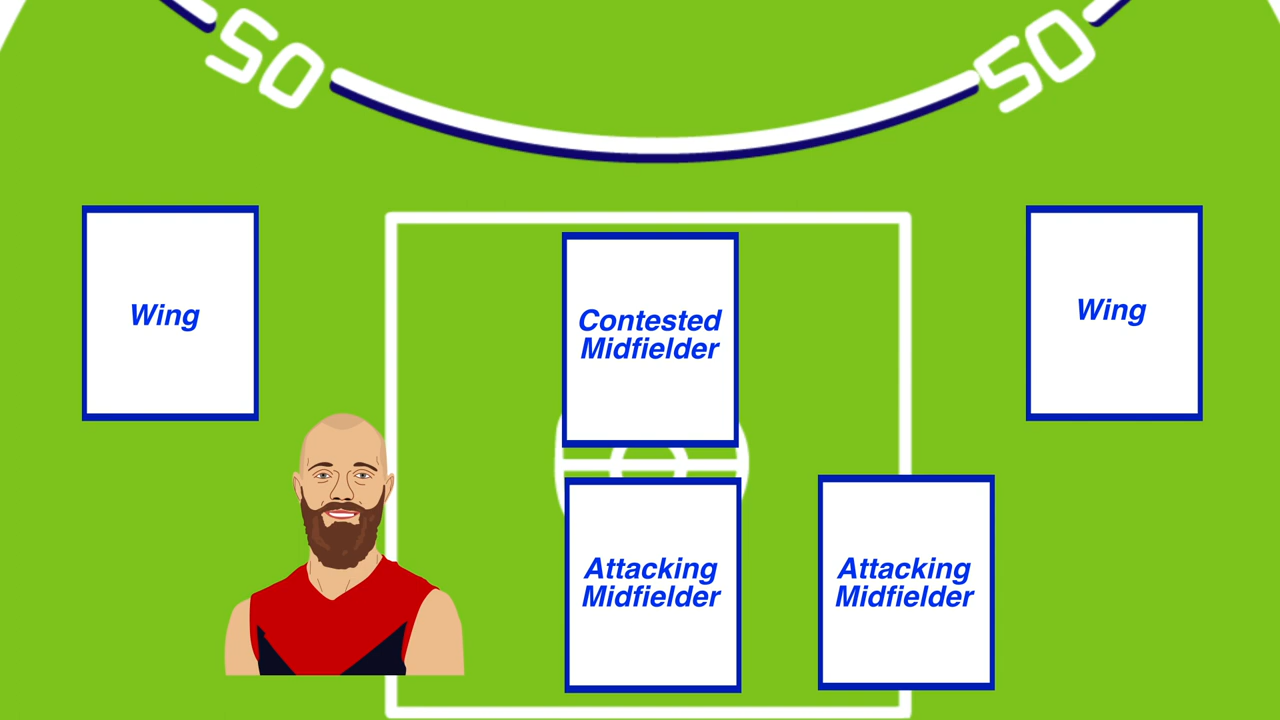 50
50
Wing
Contested
Midfielder
Wing
Attacking
Midfielder
Attacking
Midfielder